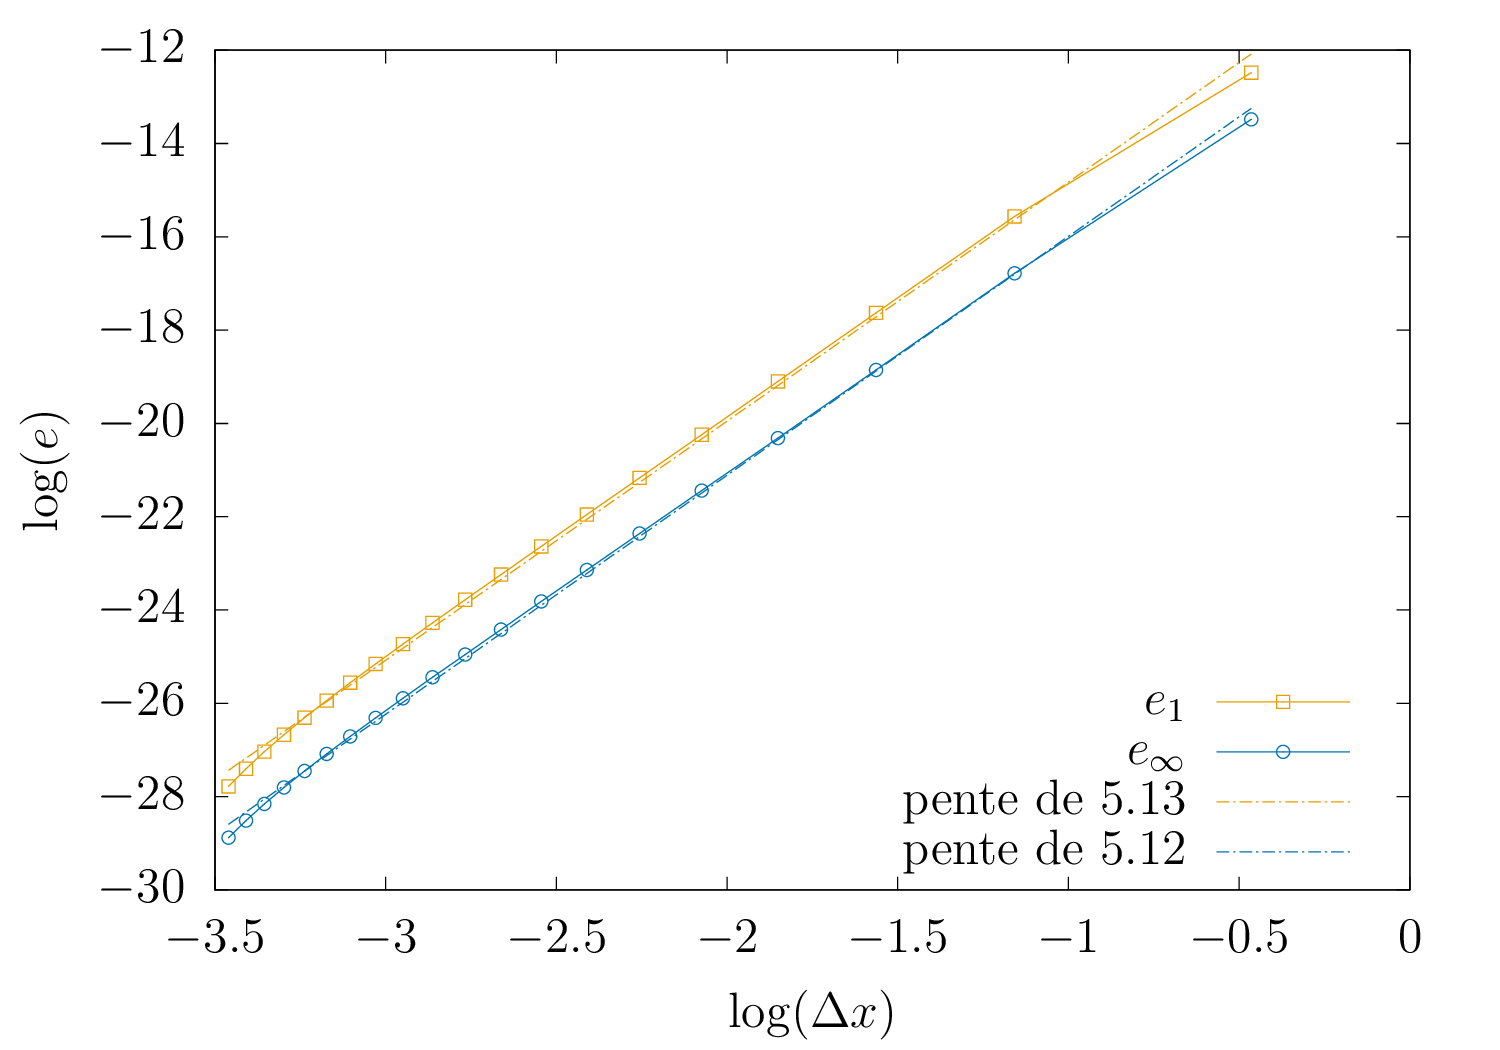 −12
−14
−16
−18
−20
−22
−24
−26
−28
−30
log(e)
e₁
e∞
pente de 5.13
pente de 5.12
−3.5 −3 −2.5 −2 −1.5 −1 −0.5 0
log(Δx)